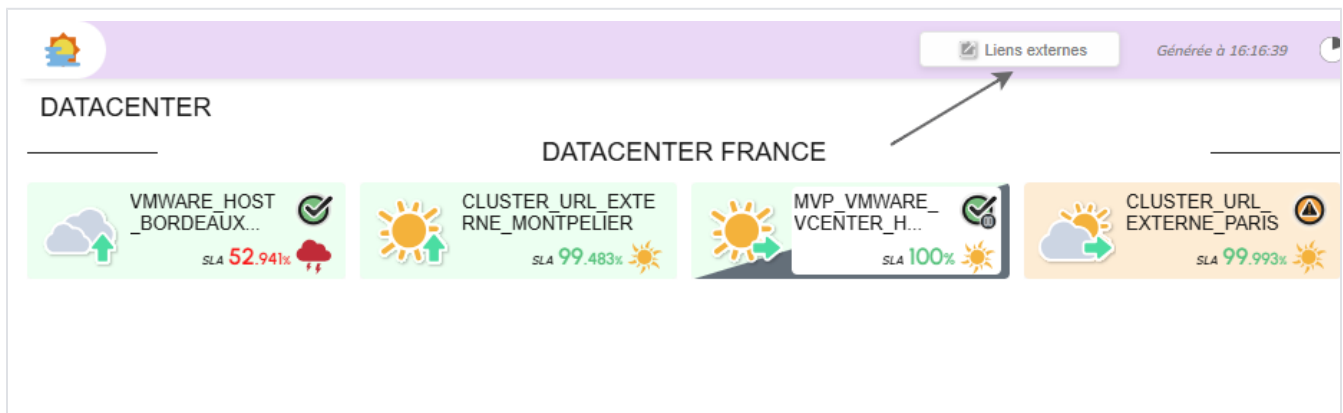 Liens externes
Générée à 16:16:39
DATACENTER
DATACENTER FRANCE
VMWARE_HOST
_BORDEAUX...
SLA 52.941%
CLUSTER_URL_EXTE
RNE_MONTPELIER
SLA 99.483%
MVP_VMWARE_
VCENTER_H...
SLA 100%
CLUSTER_URL_
EXTERNE_PARIS
SLA 99.993%